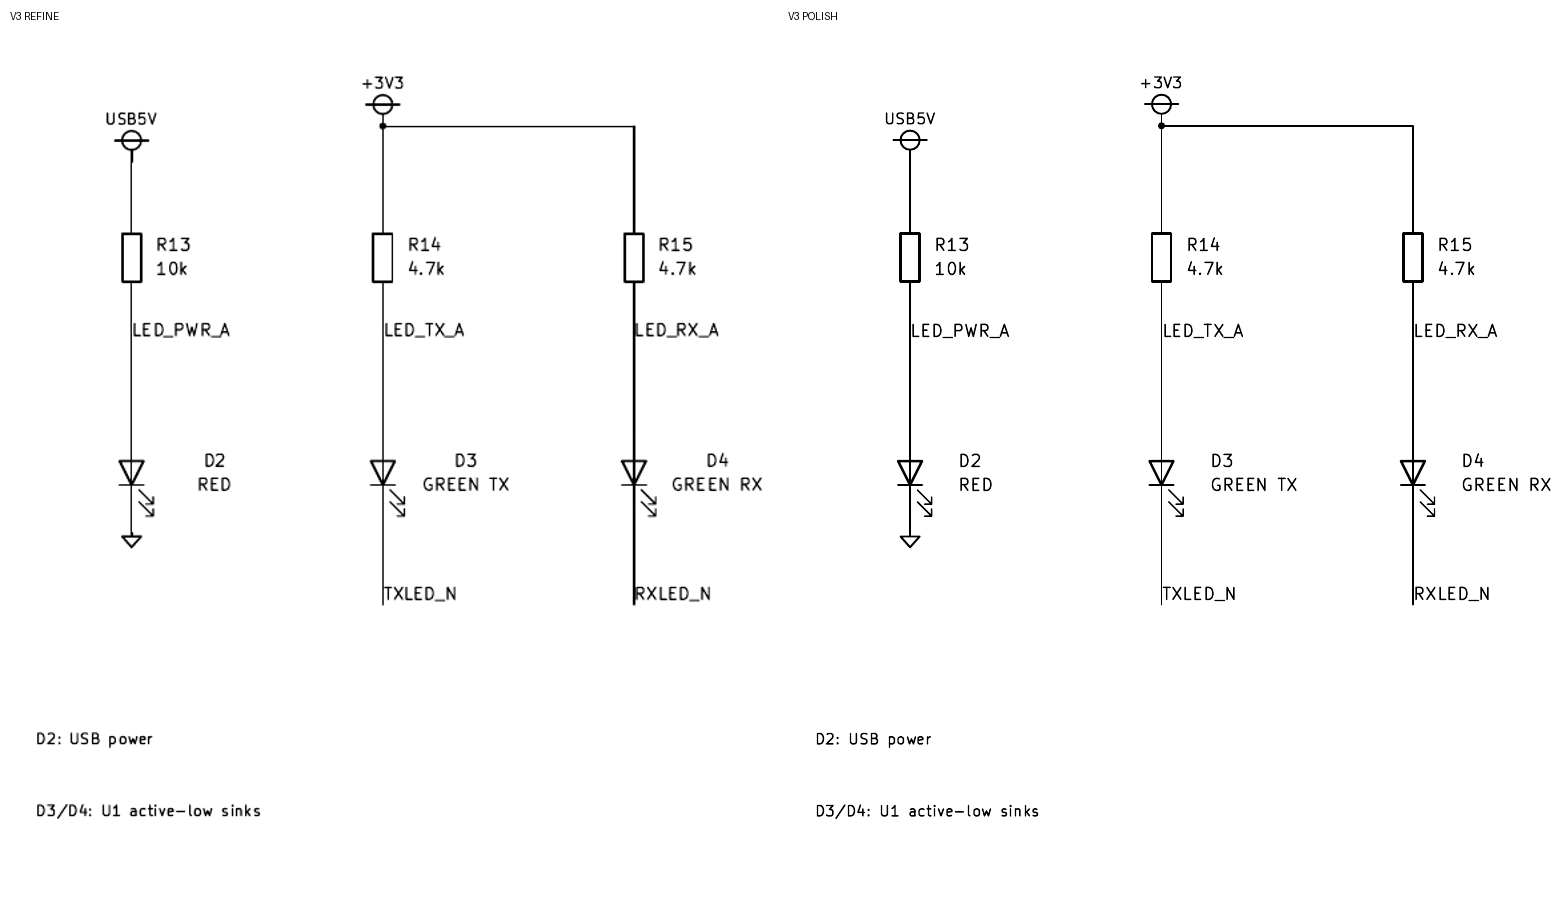 V3 REFINE
+3V3
USB5V
R13
10k
R14
4.7k
R15
4.7k
LED_PWR_A
LED_TX_A
LED_RX_A
D2
RED
D3
GREEN TX
D4
GREEN RX
TXLED_N
RXLED_N
D2: USB power
D3/D4: U1 active-low sinks
V3 POLISH
+3V3
USB5V
R13
10k
R14
4.7k
R15
4.7k
LED_PWR_A
LED_TX_A
LED_RX_A
D2
RED
D3
GREEN TX
D4
GREEN RX
TXLED_N
RXLED_N
D2: USB power
D3/D4: U1 active-low sinks